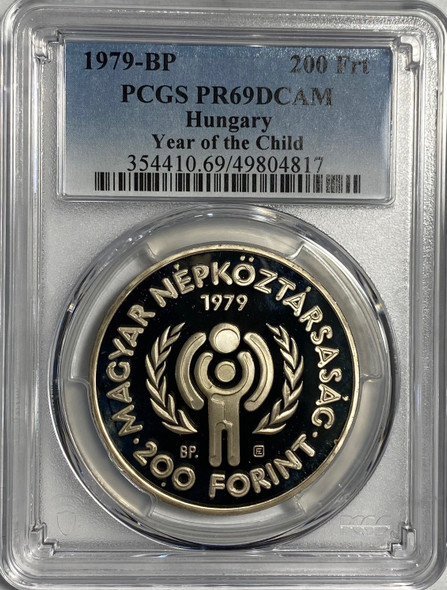 1979-BP 200 Frt
PCGS PR69DCAM
Hungary
Year of the Child
354410.69/49804817
MAGYAR NÉPKÖZTÁRSASÁG
1979
BP.
· 200 FORINT ·